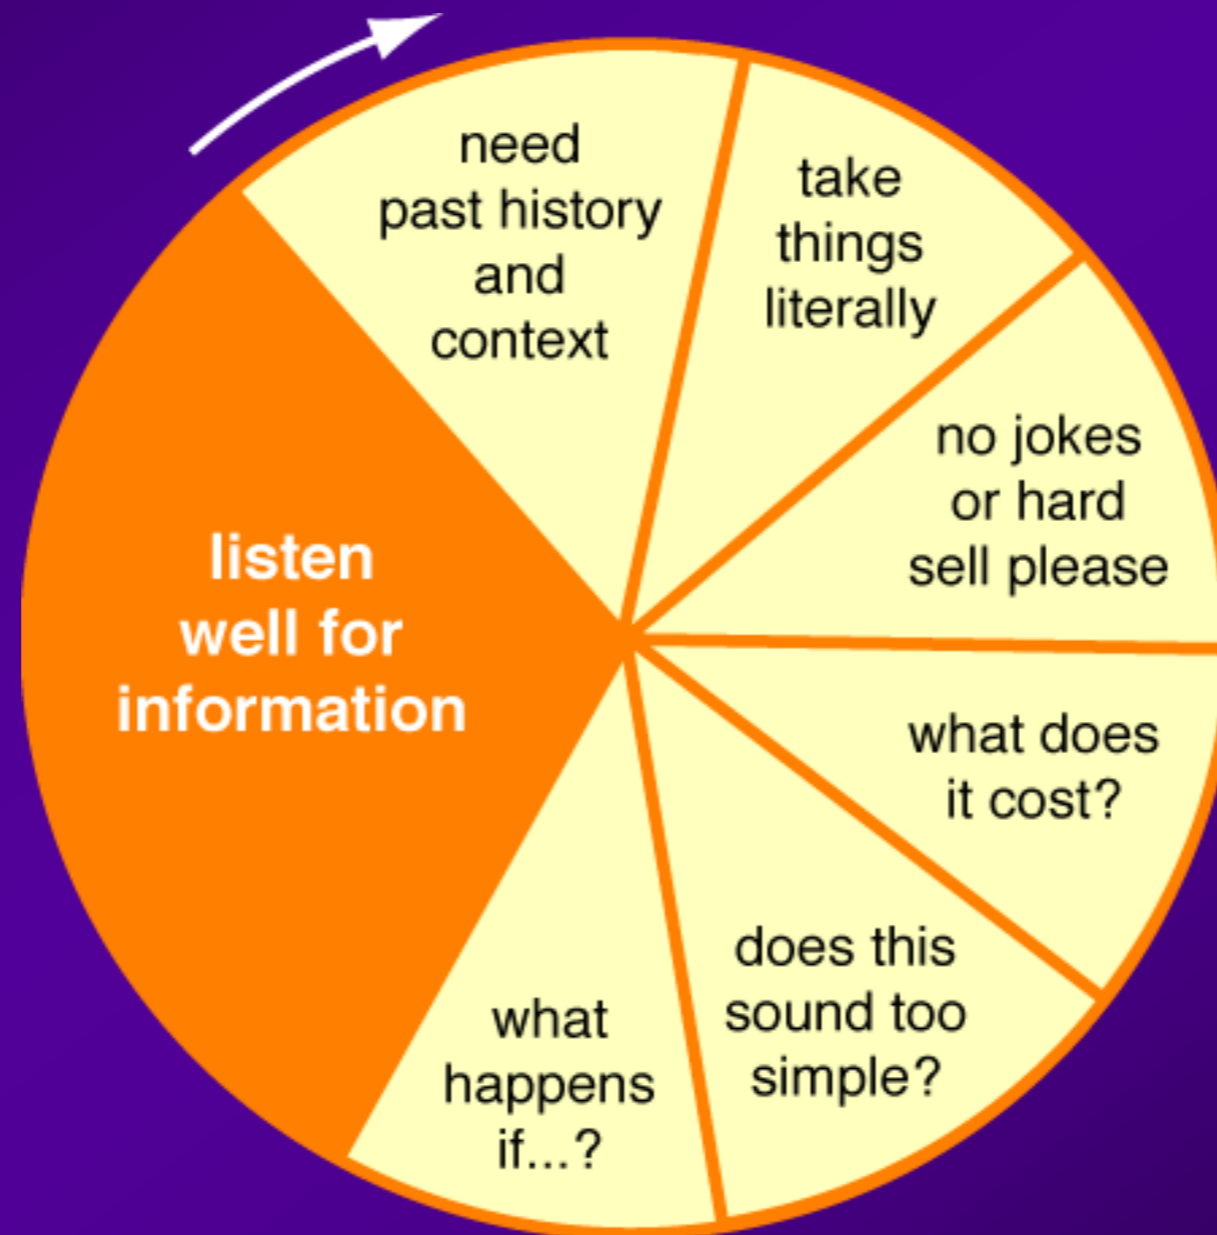 need
past history
and
context
take
things
literally
no jokes
or hard
sell please
what does
it cost?
does this
sound too
simple?
what
happens
if...?
listen
well for
information